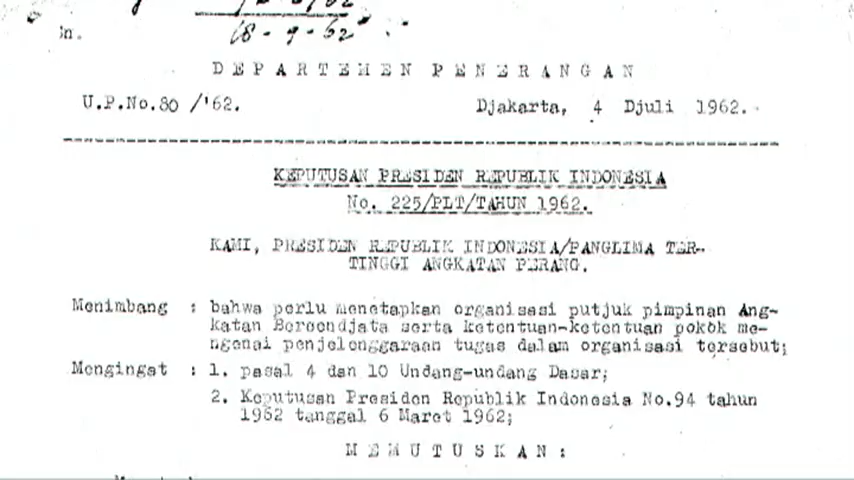 18-9-62
DEPARTEMEN PENERANGAN
U.P.No.80/'62.
Djakarta, 4 Djuli 1962.
KEPUTUSAN PRESIDEN REPUBLIK INDONESIA
No. 225/PLT/TAHUN 1962.
KAMI, PRESIDEN REPUBLIK INDONESIA/PANGLIMA TER-
TINGGI ANGKATAN PERANG.
Menimbang : bahwa perlu menetapkan organisasi putjuk pimpinan Ang-
katan Bersendjata serta ketentuan-ketentuan pokok me-
ngenai penjelenggaraan tugas dalam organisasi tersebut;
Mengingat : 1. pasal 4 dan 10 Undang-undang Dasar;
2. Keputusan Presiden Republik Indonesia No.94 tahun
1962 tanggal 6 Maret 1962;
MEMUTUSKAN: